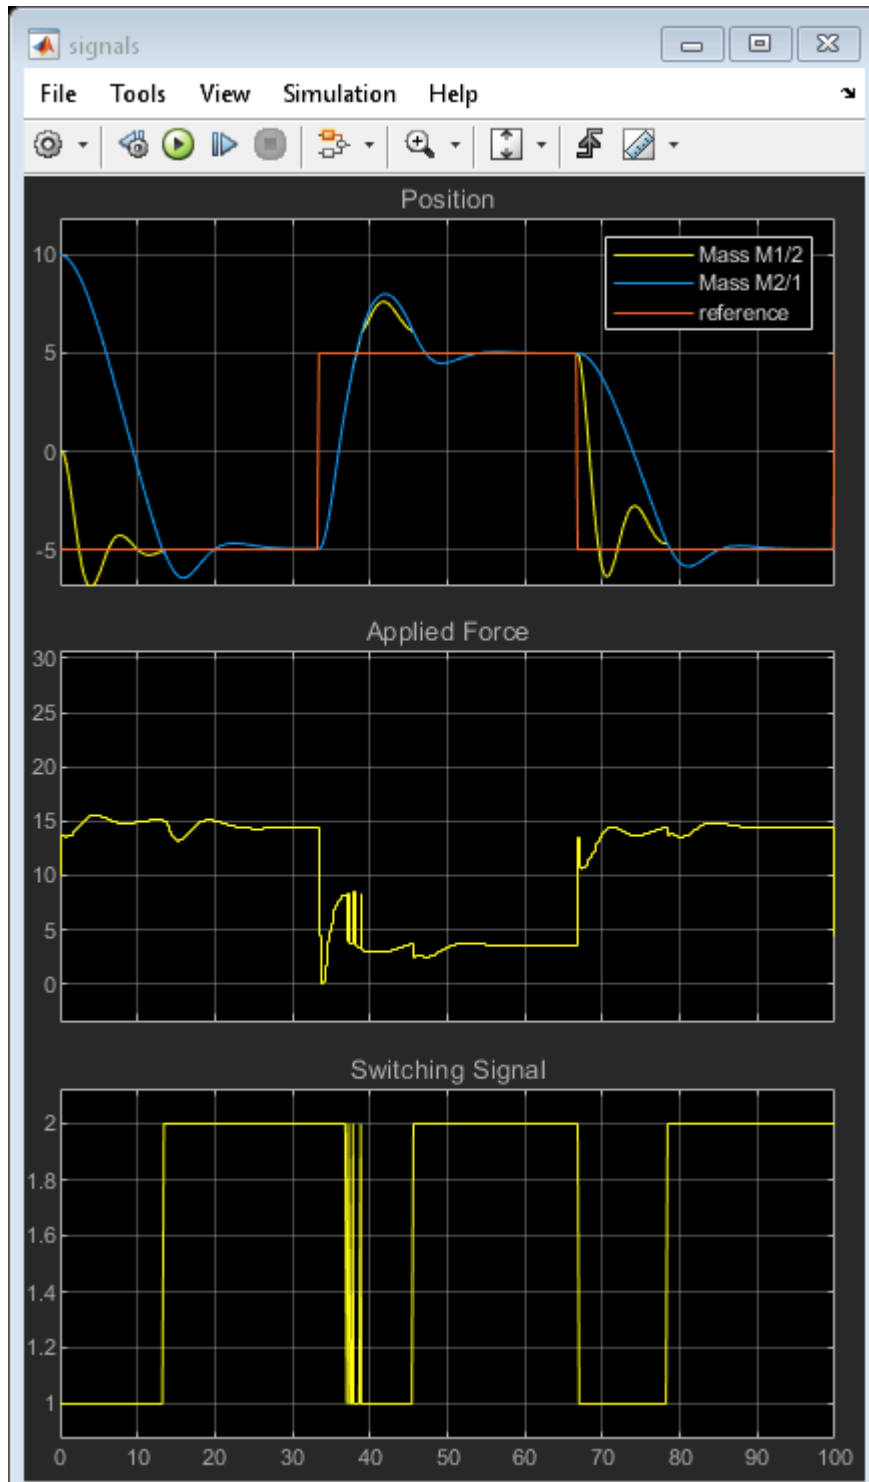 signals
File Tools View Simulation Help
Position
10
5
0
-5
Mass M1/2
Mass M2/1
reference
Applied Force
30
25
20
15
10
5
0
Switching Signal
2
1.8
1.6
1.4
1.2
1
0 10 20 30 40 50 60 70 80 90 100